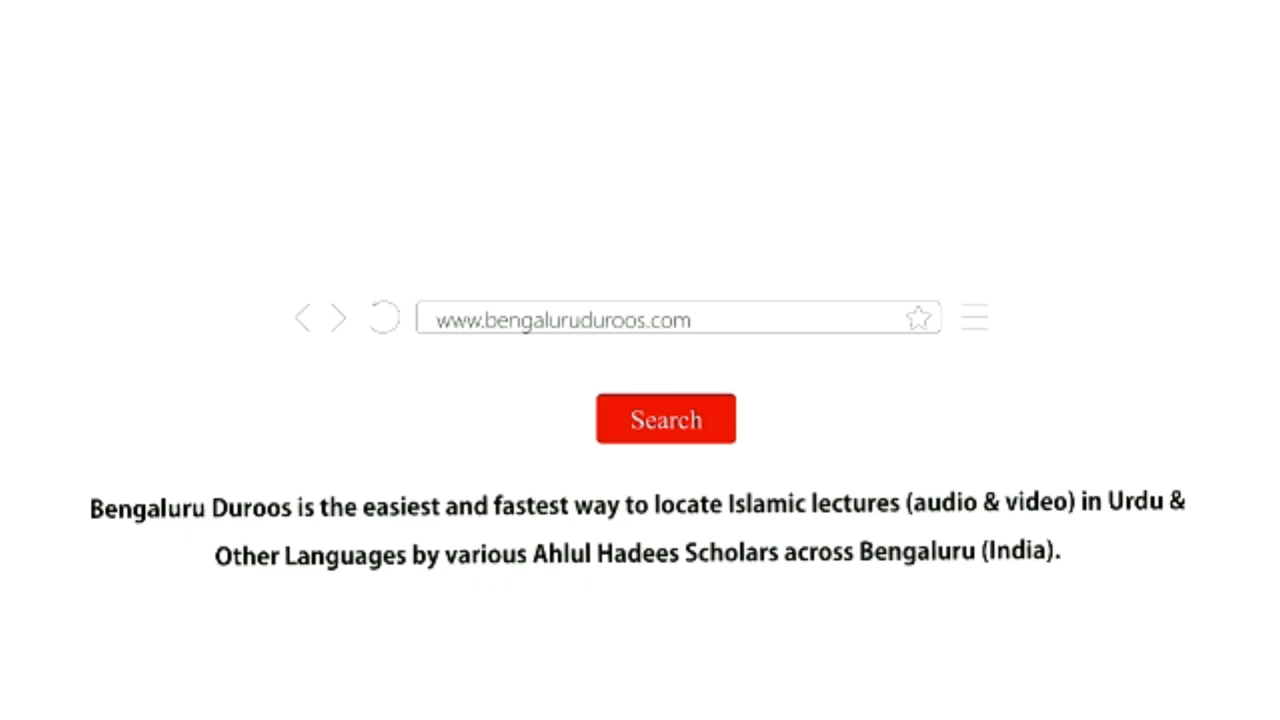 www.bengaluruduroos.com
Search
Bengaluru Duroos is the easiest and fastest way to locate Islamic lectures (audio & video) in Urdu &
Other Languages by various Ahlul Hadees Scholars across Bengaluru (India).